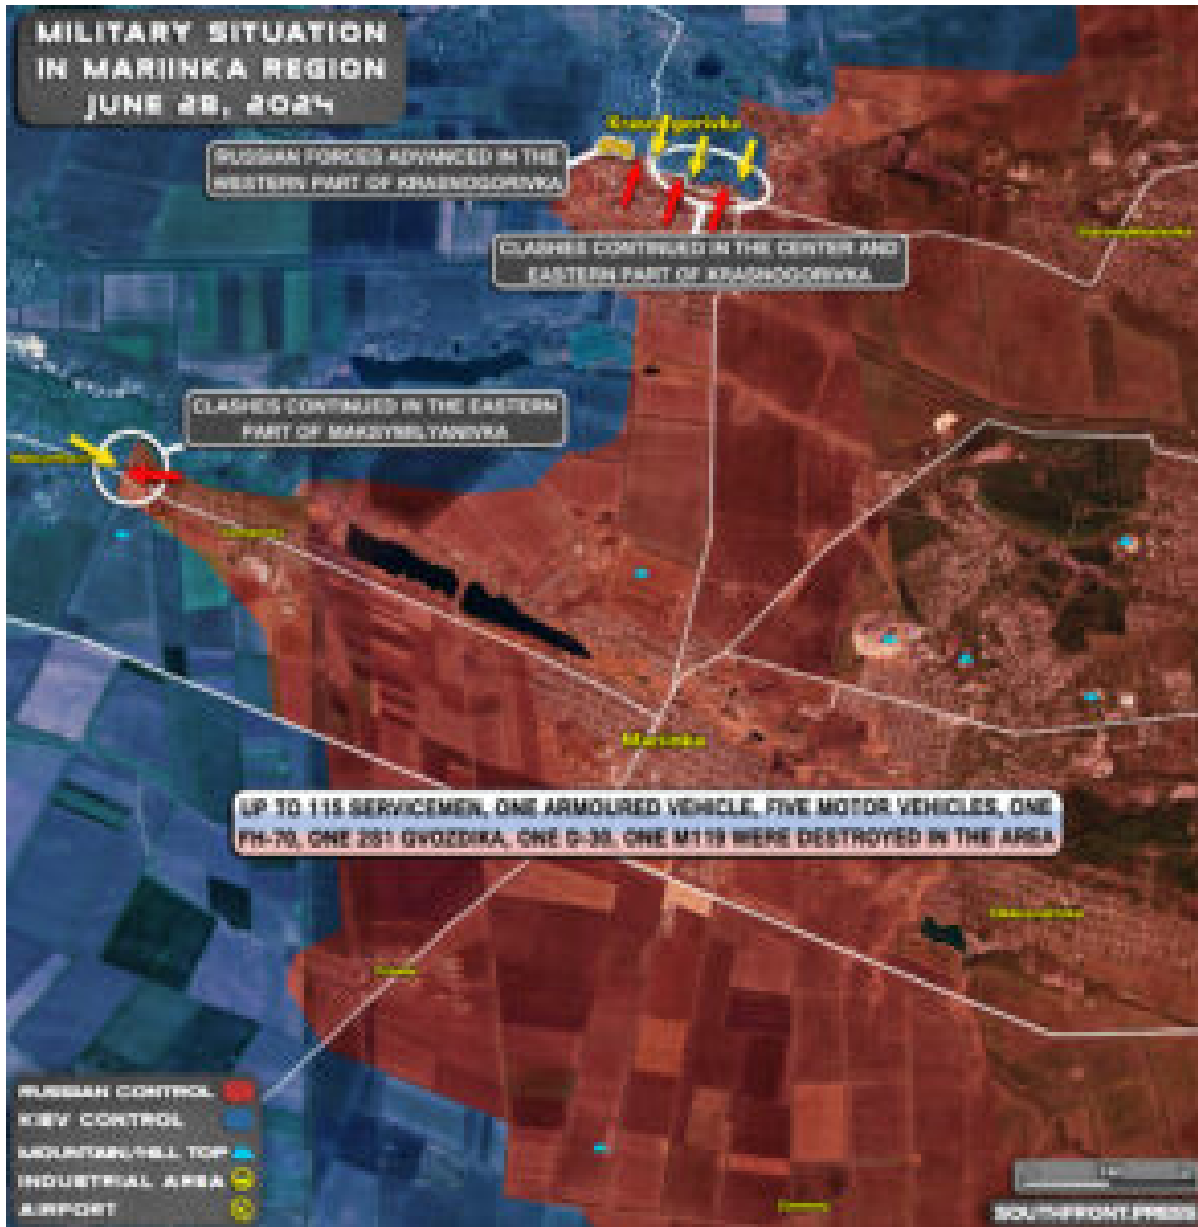 MILITARY SITUATION
IN MARIINKA REGION
JUNE 28, 2024
Krasnogorivka
RUSSIAN FORCES ADVANCED IN THE
WESTERN PART OF KRASNOGORIVKA
CLASHES CONTINUED IN THE CENTER AND
EASTERN PART OF KRASNOGORIVKA
CLASHES CONTINUED IN THE EASTERN
PART OF MAKSYMILYANIVKA
Mariinka
UP TO 115 SERVICEMEN, ONE ARMOURED VEHICLE, FIVE MOTOR VEHICLES, ONE
FH-70, ONE 2S1 GVOZDIKA, ONE D-30, ONE M119 WERE DESTROYED IN THE AREA
RUSSIAN CONTROL
KIEV CONTROL
MOUNTAIN/HILL TOP
INDUSTRIAL AREA
AIRPORT
SOUTHFRONT PRESS